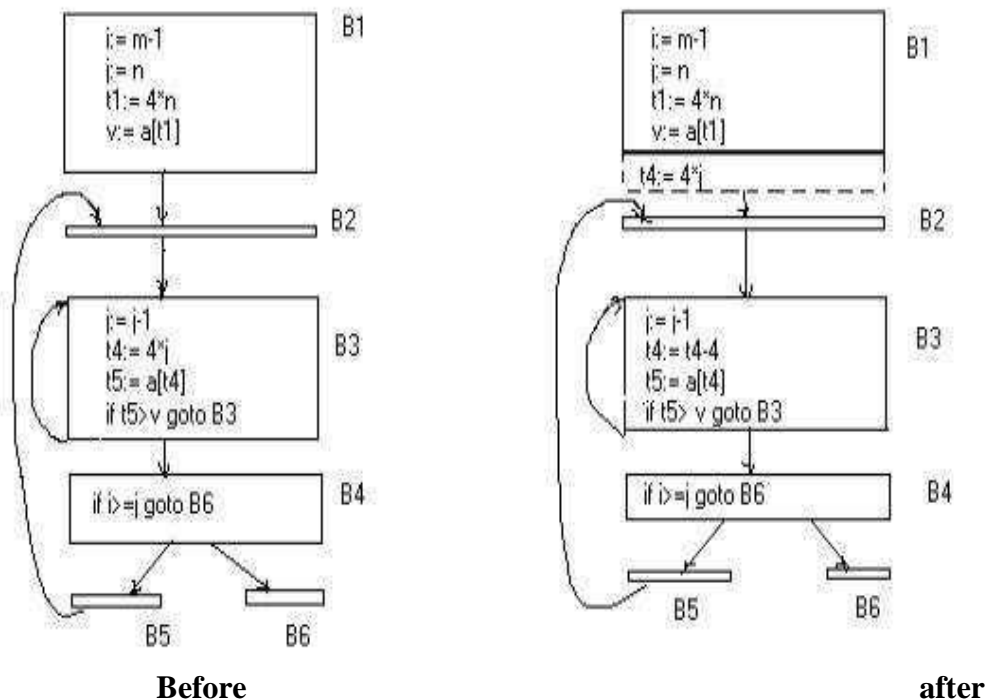 B1
i:= m-1
j:= n
t1:= 4*n
v:= a[t1]
B2
j:= j-1
t4:= 4*j
t5:= a[t4]
if t5>v goto B3
B3
if i>=j goto B6
B4
B5
B6
Before
B1
i:= m-1
j:= n
t1:= 4*n
v:= a[t1]
t4:= 4*j
B2
j:= j-1
t4:= t4-4
t5:= a[t4]
if t5> v goto B3
B3
if i>=j goto B6
B4
B5
B6
after